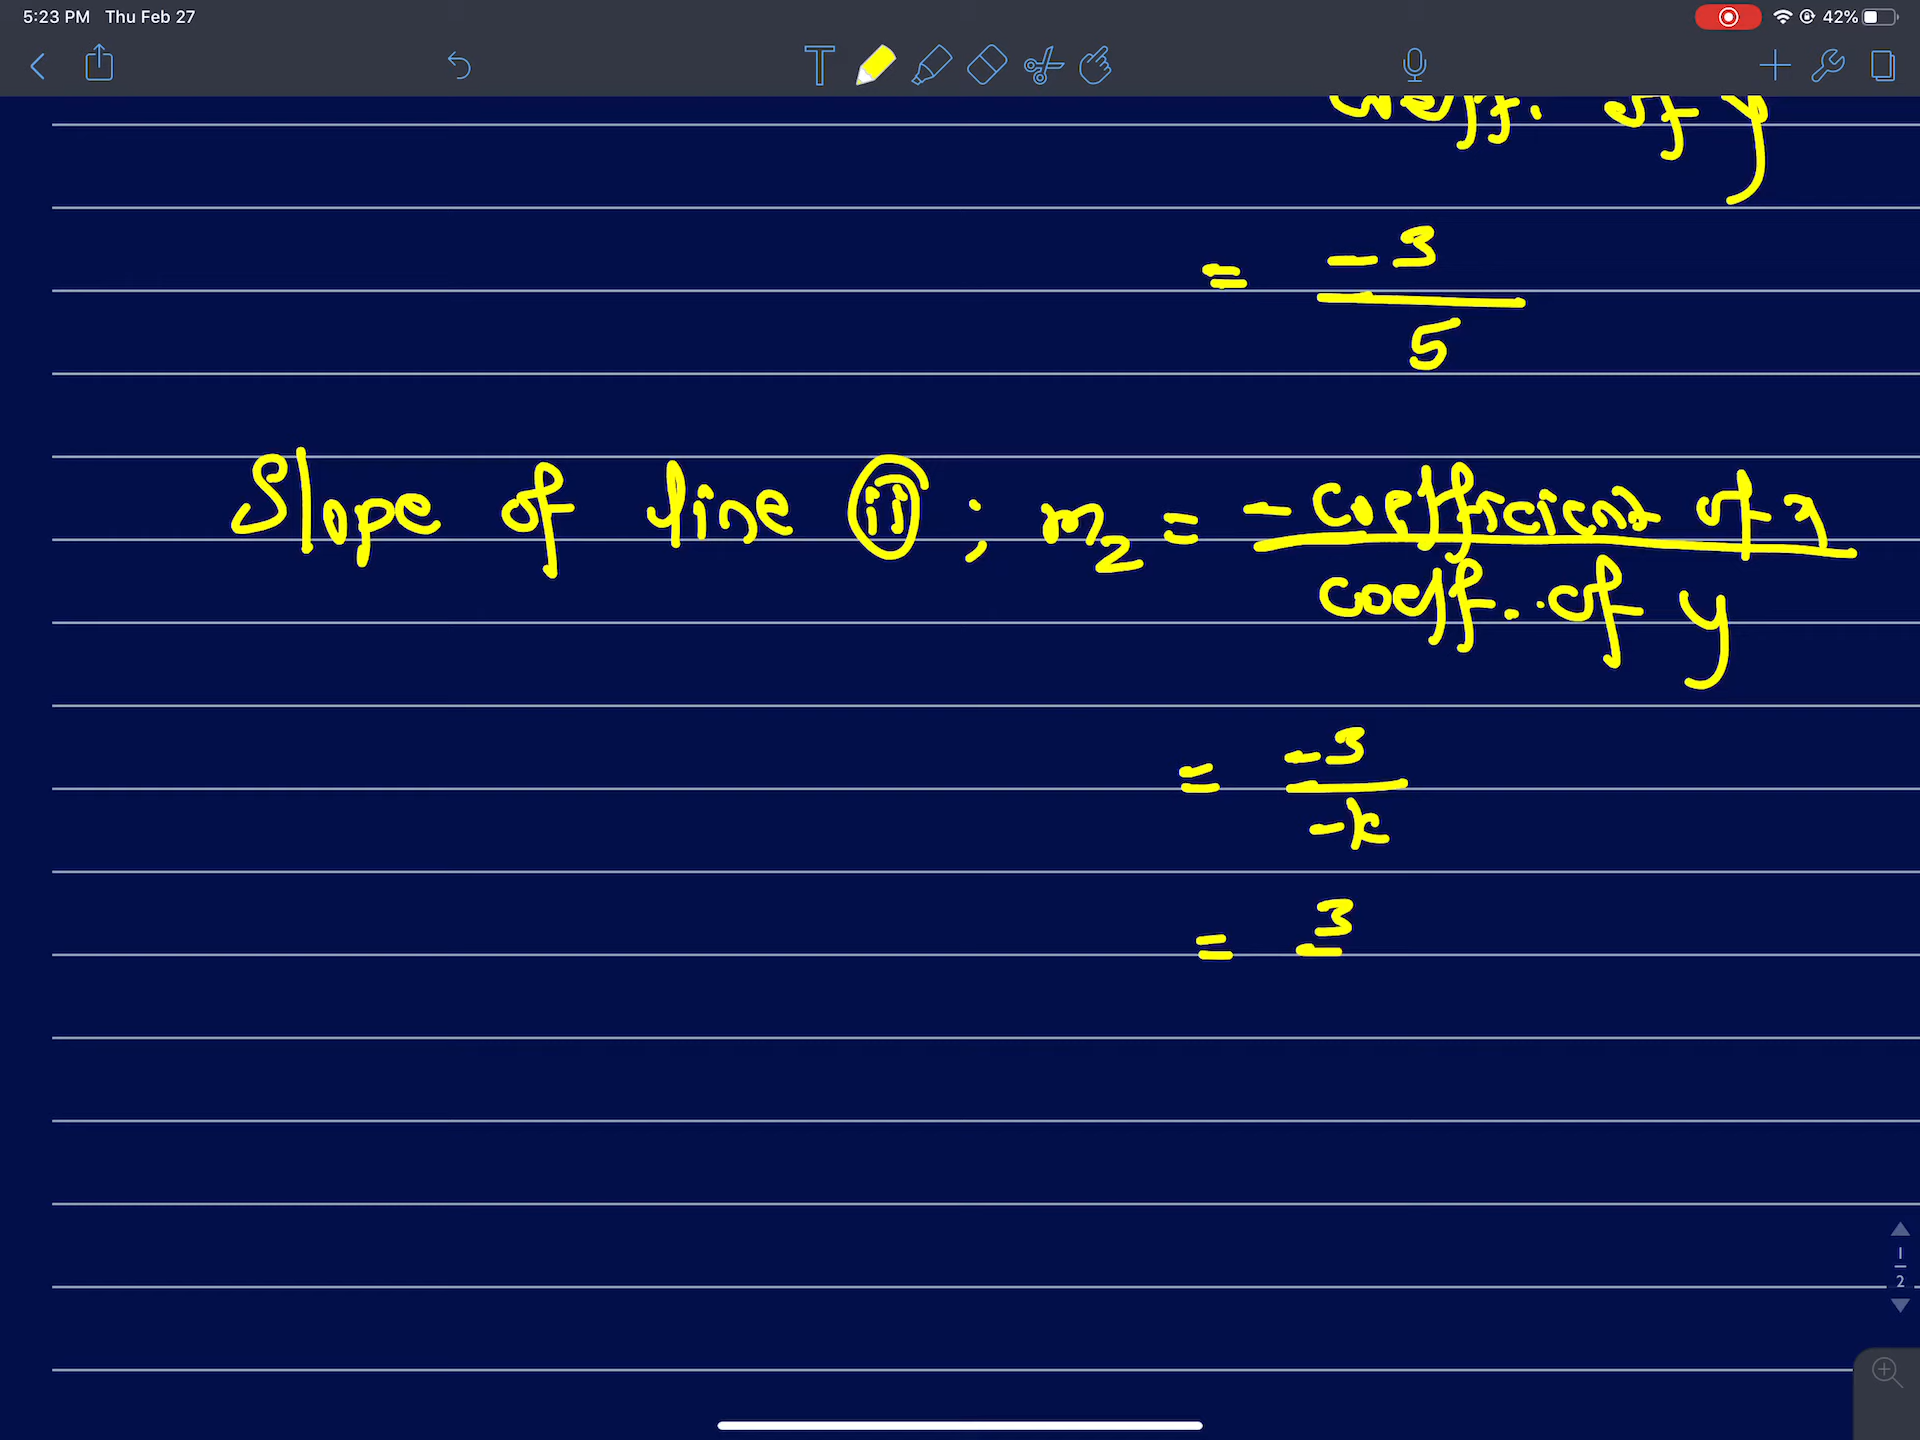 5:23 PM Thu Feb 27
42%
coeff. of y
= -3
5
Slope of line (ii) ; m₂ = - coefficient of x
coeff. of y
= -3
-k
= 3
1
2